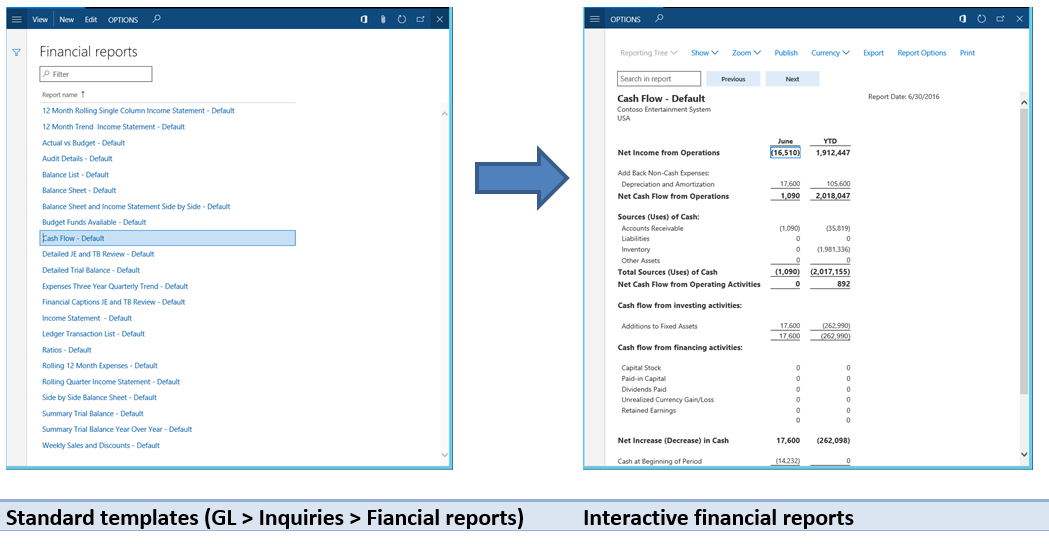 View New Edit OPTIONS
Financial reports
Filter
Report name ↑
12 Month Rolling Single Column Income Statement - Default
12 Month Trend Income Statement - Default
Actual vs Budget - Default
Audit Details - Default
Balance List - Default
Balance Sheet - Default
Balance Sheet and Income Statement Side by Side - Default
Budget Funds Available - Default
Cash Flow - Default
Detailed JE and TB Review - Default
Detailed Trial Balance - Default
Expenses Three Year Quarterly Trend - Default
Financial Captions JE and TB Review - Default
Income Statement - Default
Ledger Transaction List - Default
Ratios - Default
Rolling 12 Month Expenses - Default
Rolling Quarter Income Statement - Default
Side by Side Balance Sheet - Default
Summary Trial Balance - Default
Summary Trial Balance Year Over Year - Default
Weekly Sales and Discounts - Default
OPTIONS
Reporting Tree Show Zoom Publish Currency Export Report Options Print
Search in report Previous Next
Cash Flow - Default Report Date: 6/30/2016
Contoso Entertainment System
USA
June YTD
Net Income from Operations (16,510) 1,912,447
Add Back Non-Cash Expenses:
Depreciation and Amortization 17,600 105,600
Net Cash Flow from Operations 1,090 2,018,047
Sources (Uses) of Cash:
Accounts Receivable (1,090) (35,819)
Liabilities 0 0
Inventory 0 (1,981,336)
Other Assets 0 0
Total Sources (Uses) of Cash (1,090) (2,017,155)
Net Cash Flow from Operating Activities 0 892
Cash flow from investing activities:
Additions to Fixed Assets 17,600 (262,990)
17,600 (262,990)
Cash flow from financing activities:
Capital Stock 0 0
Paid-in Capital 0 0
Dividends Paid 0 0
Unrealized Currency Gain/Loss 0 0
Retained Earnings 0 0
0 0
Net Increase (Decrease) in Cash 17,600 (262,098)
Cash at Beginning of Period (14,232) 0
Standard templates (GL > Inquiries > Fiancial reports)
Interactive financial reports